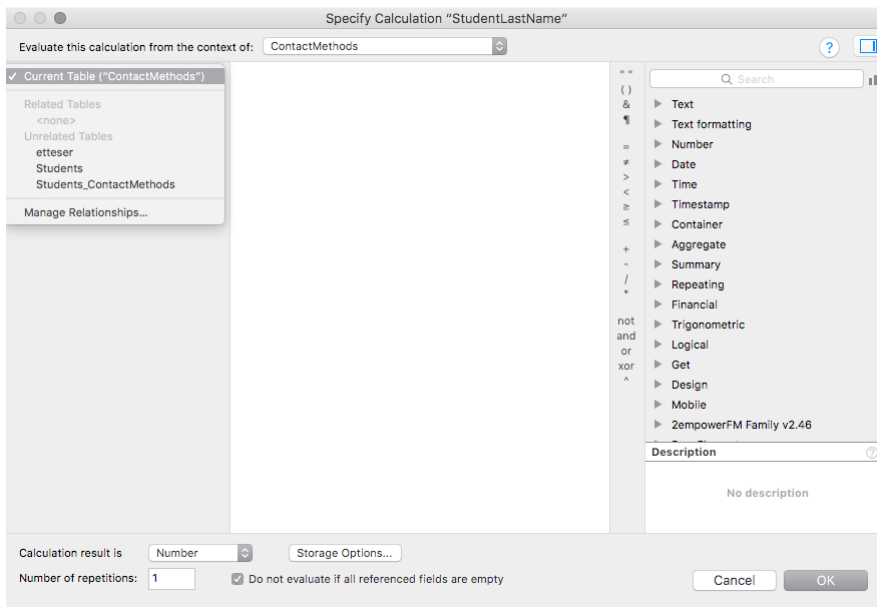 Specify Calculation “StudentLastName”
Evaluate this calculation from the context of: ContactMethods ?
✓ Current Table (“ContactMethods”)
Related Tables
<none>
Unrelated Tables
etteser
Students
Students_ContactMethods
Manage Relationships...
" "
( )
&
¶
=
≠
>
<
≥
≤
+
-
/
*
not
and
or
xor
^
Search
Text
Text formatting
Number
Date
Time
Timestamp
Container
Aggregate
Summary
Repeating
Financial
Trigonometric
Logical
Get
Design
Mobile
2empowerFM Family v2.46
Description ?
No description
Calculation result is Number Storage Options...
Number of repetitions: 1 Do not evaluate if all referenced fields are empty
Cancel OK